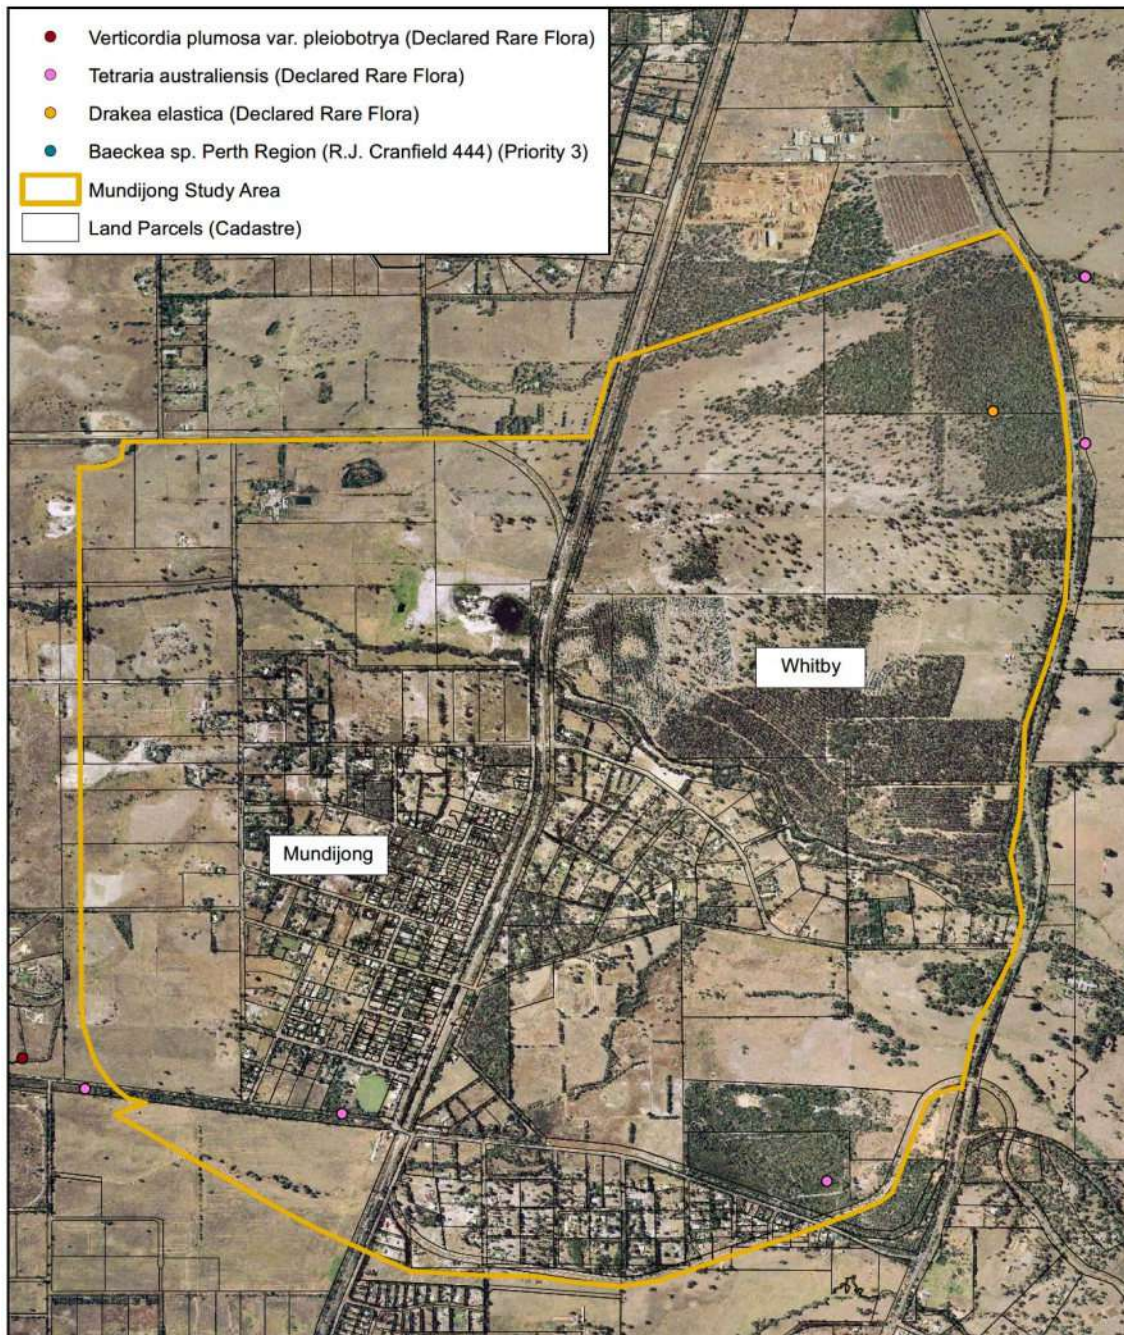 Verticordia plumosa var. pleiobotrya (Declared Rare Flora)
Tetraria australiensis (Declared Rare Flora)
Drakea elastica (Declared Rare Flora)
Baeckea sp. Perth Region (R.J. Cranfield 444) (Priority 3)
Mundijong Study Area
Land Parcels (Cadastre)
Whitby
Mundijong